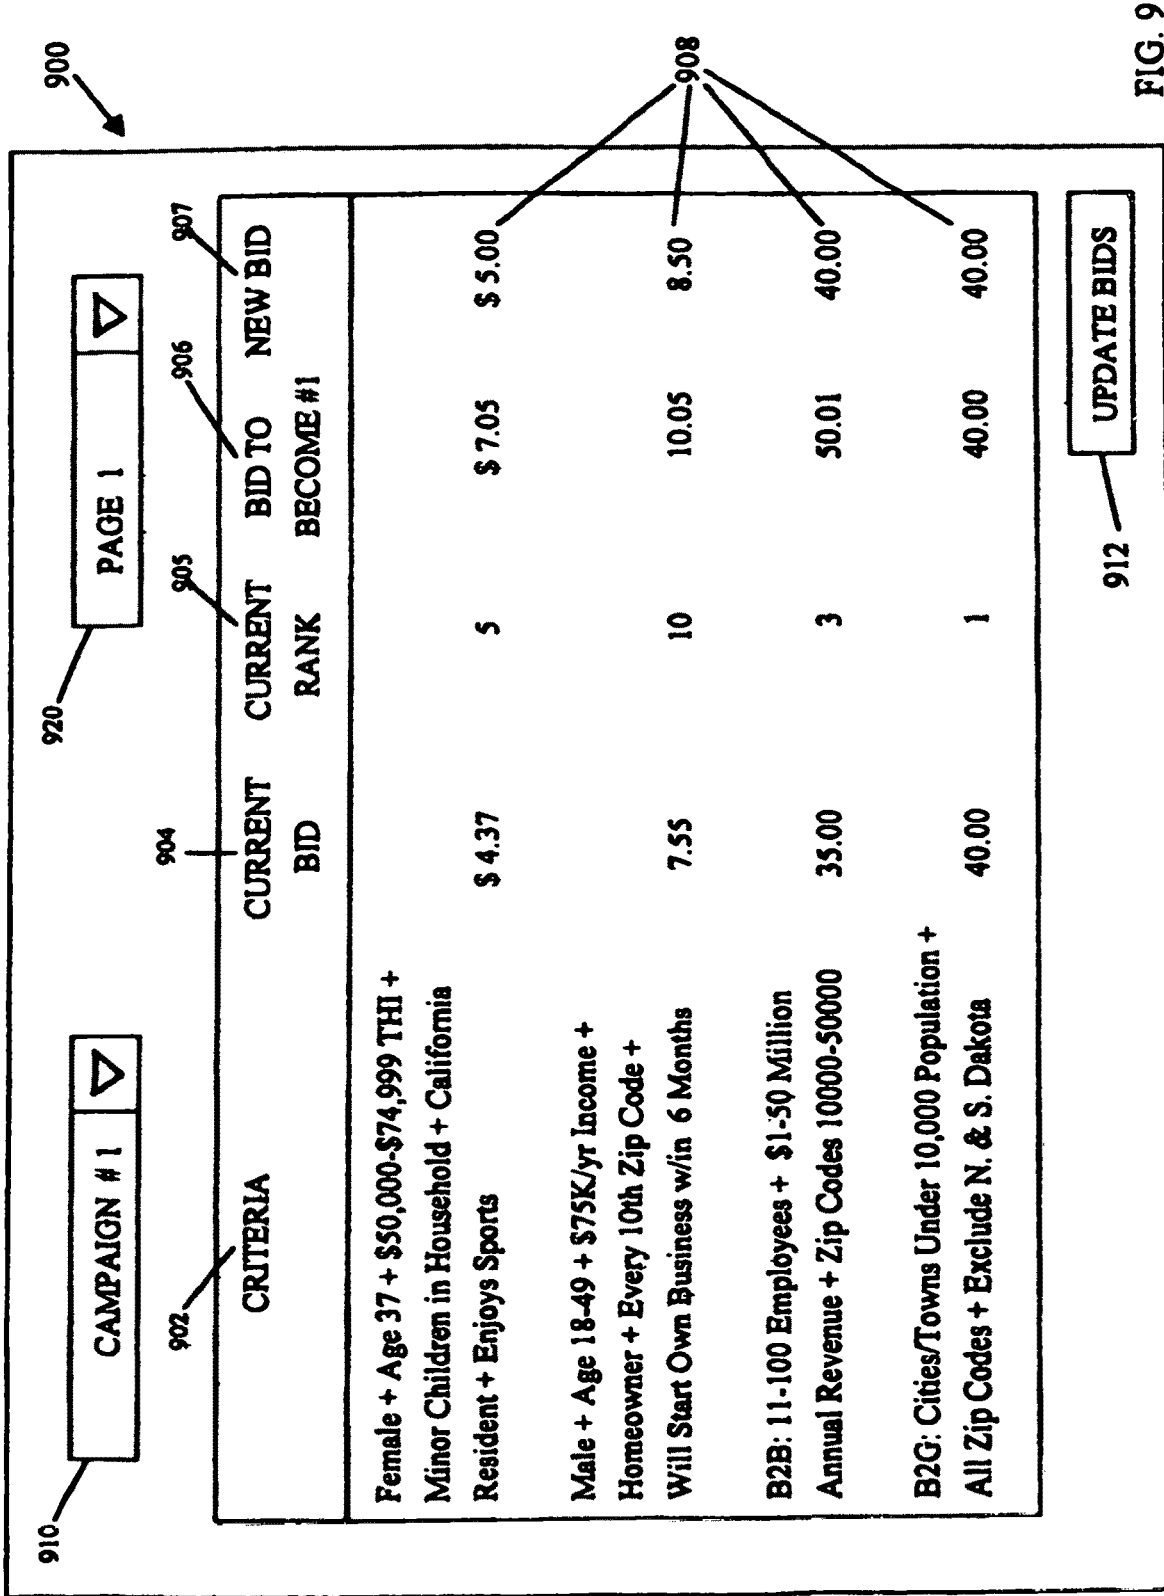 900
910
CAMPAIGN # 1
920
PAGE 1
902
904
905
906
907
CRITERIA
CURRENT BID
CURRENT RANK
BID TO BECOME #1
NEW BID
Female + Age 37 + $50,000-$74,999 THI +
Minor Children in Household + California
Resident + Enjoys Sports
$ 4.37
5
$ 7.05
$ 5.00
Male + Age 18-49 + $75K/yr Income +
Homeowner + Every 10th Zip Code +
Will Start Own Business w/in 6 Months
7.55
10
10.05
8.50
908
B2B: 11-100 Employees + $1-50 Million
Annual Revenue + Zip Codes 10000-50000
35.00
3
50.01
40.00
B2G: Cities/Towns Under 10,000 Population +
All Zip Codes + Exclude N. & S. Dakota
40.00
1
40.00
40.00
912
UPDATE BIDS
FIG. 9